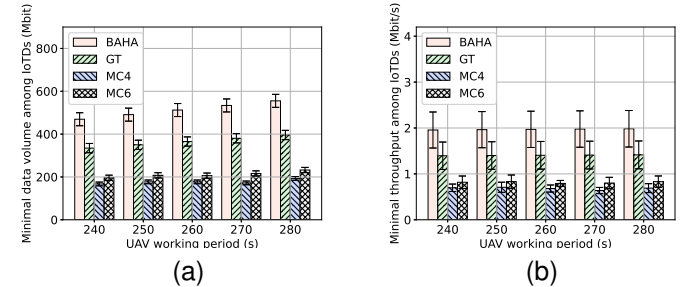 Minimal data volume among IoTDs (Mbit)
800
600
400
200
0
BAHA
GT
MC4
MC6
240 250 260 270 280
UAV working period (s)
(a)
Minimal throughput among IoTDs (Mbit/s)
4
3
2
1
0
BAHA
GT
MC4
MC6
240 250 260 270 280
UAV working period (s)
(b)